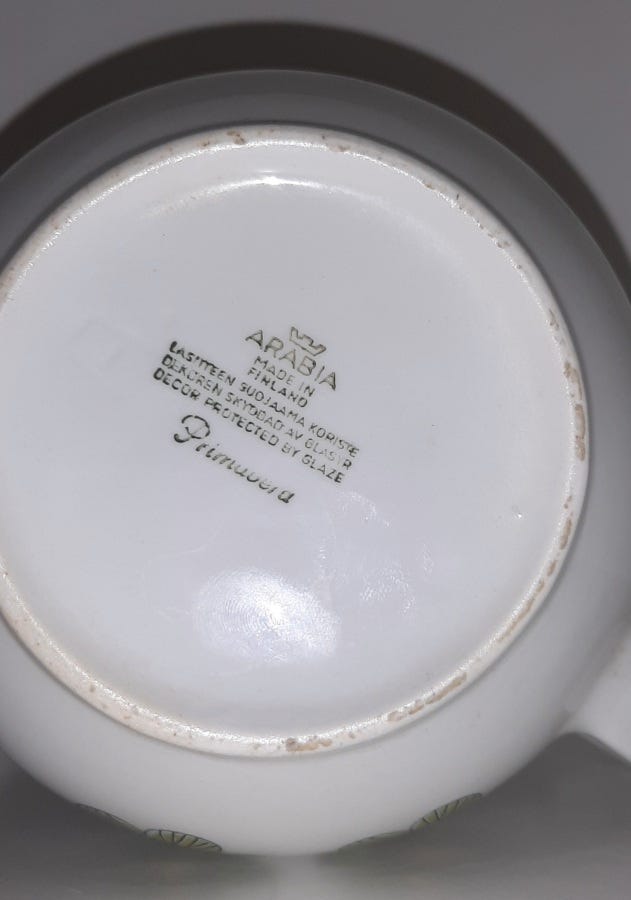 ARABIA
MADE IN
FINLAND
LASITTEEN SUOJAAMA KORISTE
DEKOREN SKYDDAD AV GLASYR
DECOR PROTECTED BY GLAZE
Primavera